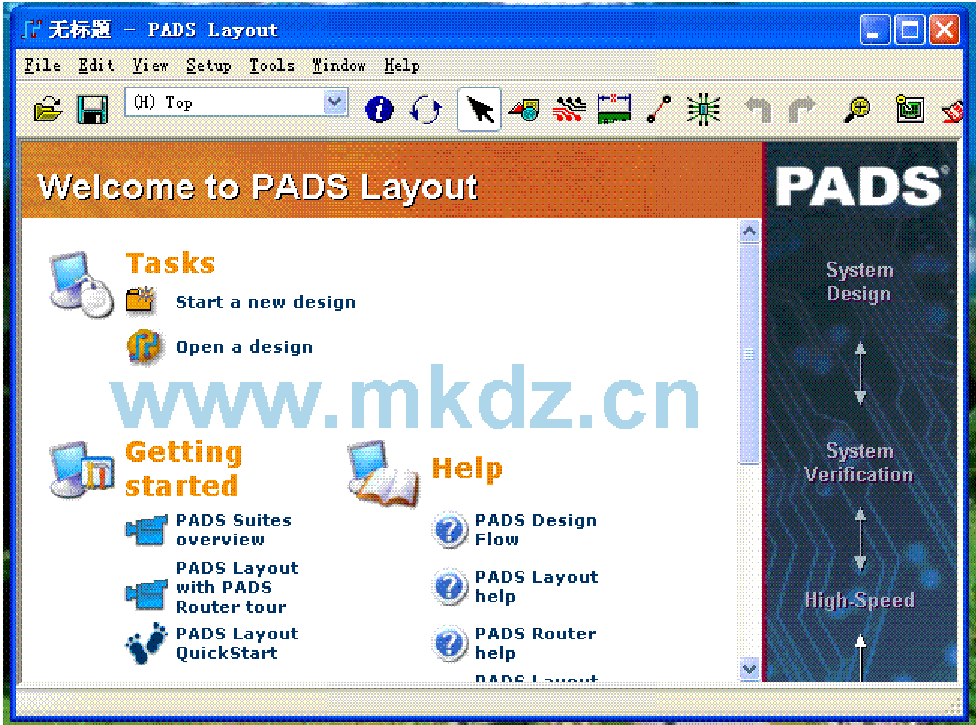 无标题 - PADS Layout
File Edit View Setup Tools Window Help
(H) Top
Welcome to PADS Layout
PADS®
Tasks
Start a new design
Open a design
www.mkdz.cn
Getting
started
PADS Suites
overview
PADS Layout
with PADS
Router tour
PADS Layout
QuickStart
Help
PADS Design
Flow
PADS Layout
help
PADS Router
help
PADS Layout
System
Design
System
Verification
High-Speed